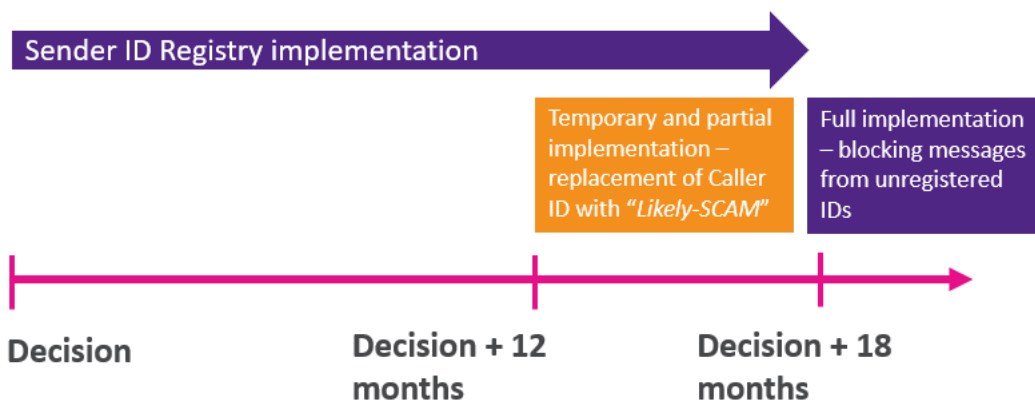 Sender ID Registry implementation
Temporary and partial
implementation –
replacement of Caller
ID with “Likely-SCAM”
Full implementation
– blocking messages
from unregistered
IDs
Decision
Decision + 12
months
Decision + 18
months